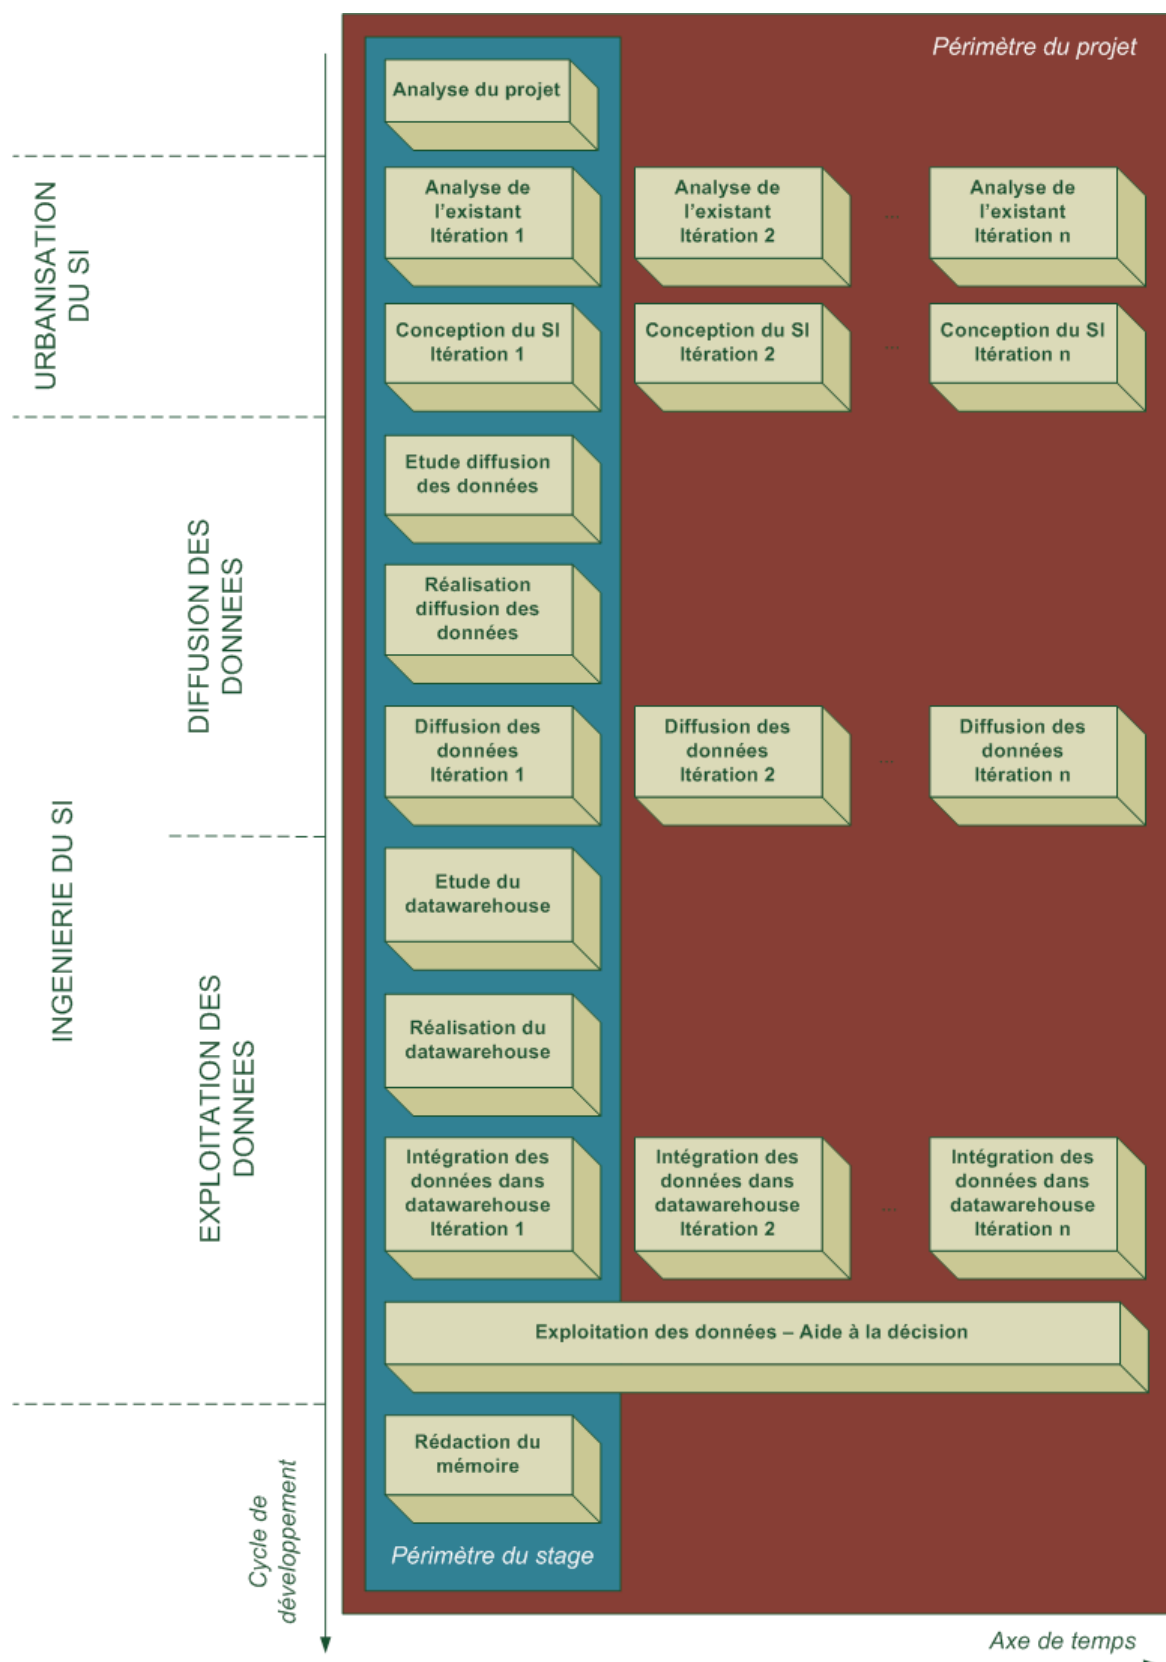 Périmètre du projet
Analyse du projet
URBANISATION
DU SI
Analyse de
l'existant
Itération 1
Analyse de
l'existant
Itération 2
...
Analyse de
l'existant
Itération n
Conception du SI
Itération 1
Conception du SI
Itération 2
...
Conception du SI
Itération n
INGENIERIE DU SI
DIFFUSION DES
DONNEES
Etude diffusion
des données
Réalisation
diffusion des
données
Diffusion des
données
Itération 1
Diffusion des
données
Itération 2
...
Diffusion des
données
Itération n
EXPLOITATION DES
DONNEES
Etude du
datawarehouse
Réalisation du
datawarehouse
Intégration des
données dans
datawarehouse
Itération 1
Intégration des
données dans
datawarehouse
Itération 2
...
Intégration des
données dans
datawarehouse
Itération n
Exploitation des données – Aide à la décision
Rédaction du
mémoire
Cycle de
développement
Périmètre du stage
Axe de temps